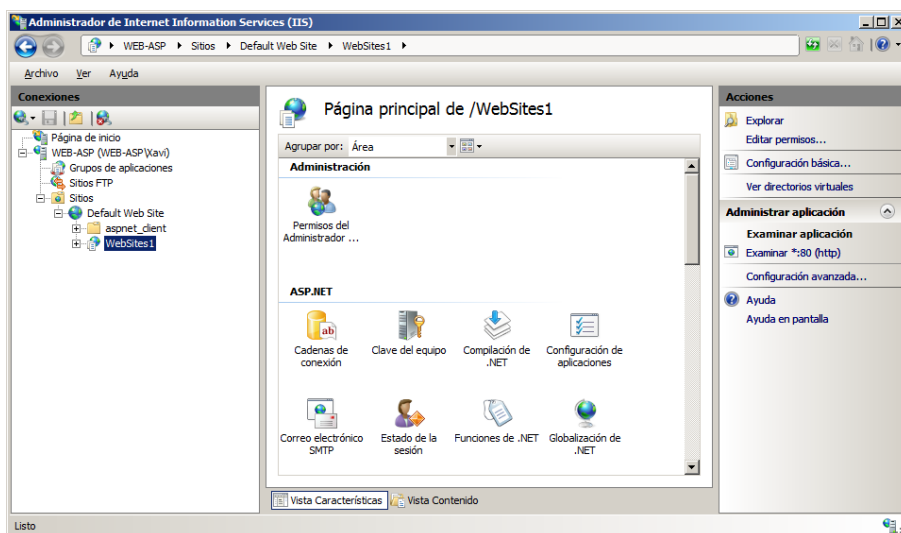 Administrador de Internet Information Services (IIS)
WEB-ASP Sitios Default Web Site WebSites1
Archivo Ver Ayuda
Conexiones
Página de inicio
WEB-ASP (WEB-ASP\Xavi)
Grupos de aplicaciones
Sitios FTP
Sitios
Default Web Site
aspnet_client
WebSites1
Página principal de /WebSites1
Agrupar por: Área
Administración
Permisos del
Administrador ...
ASP.NET
Cadenas de
conexión
Clave del equipo
Compilación de
.NET
Configuración de
aplicaciones
Correo electrónico
SMTP
Estado de la
sesión
Funciones de .NET
Globalización de
.NET
Vista Características Vista Contenido
Acciones
Explorar
Editar permisos...
Configuración básica...
Ver directorios virtuales
Administrar aplicación
Examinar aplicación
Examinar *:80 (http)
Configuración avanzada...
Ayuda
Ayuda en pantalla
Listo